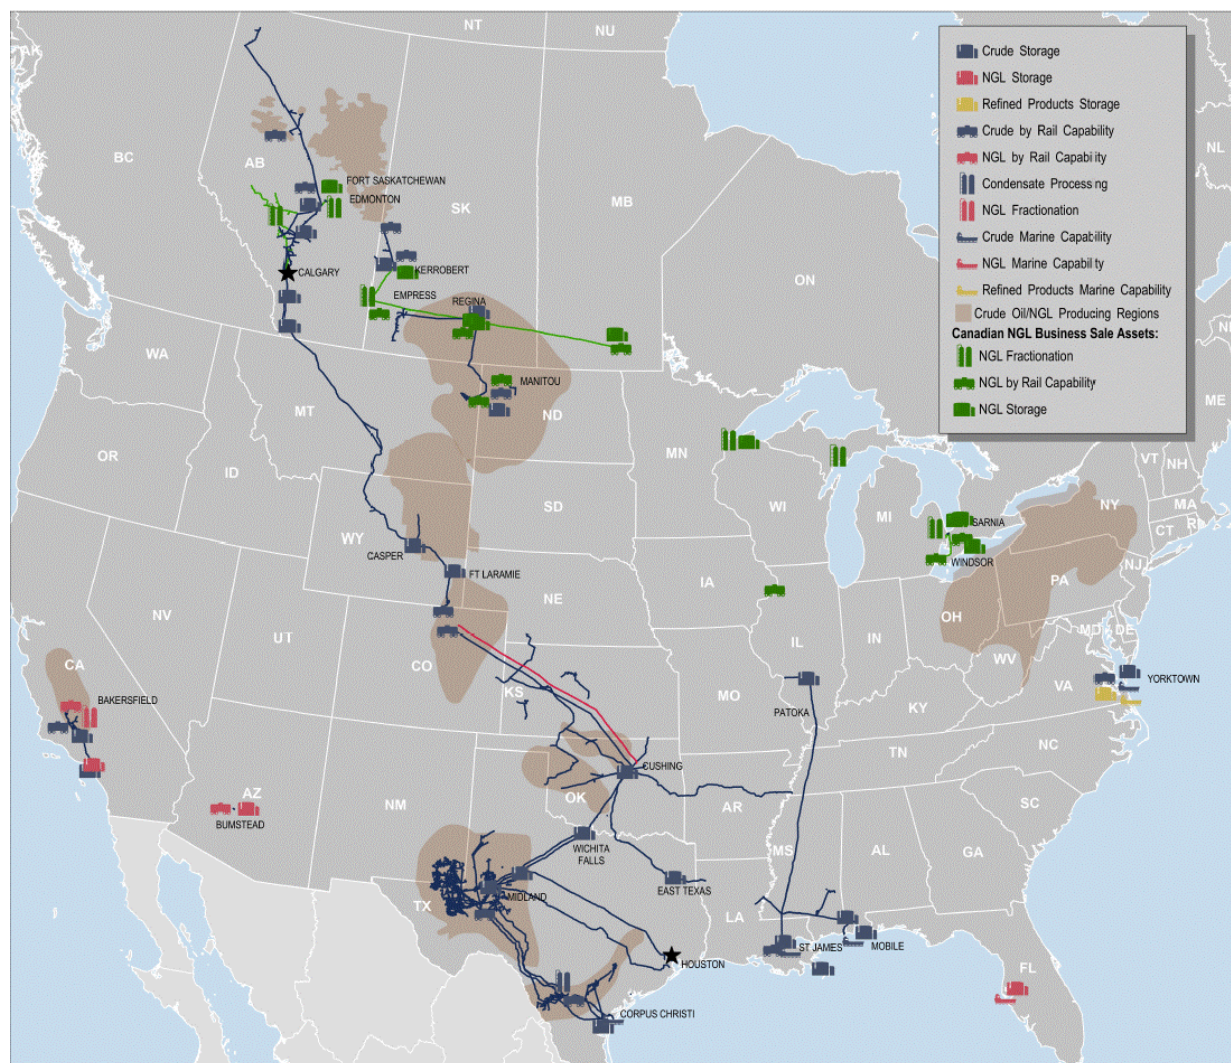 NT
NU
AK
BC
AB
SK
MB
ON
NL
ME
FORT SASKATCHEWAN
EDMONTON
CALGARY
KERROBERT
EMPRESS
REGINA
MANITOU
WA
MT
ND
MN
OR
ID
SD
WI
MI
SARNIA
WINDSOR
VT
NH
NY
MA
CT
WY
CASPER
FT LARAMIE
NE
IA
PA
NJ
OH
NV
UT
CO
IL
IN
MD
DE
WV
VA
YORKTOWN
CA
BAKERSFIELD
KS
MO
PATOKA
KY
CUSHING
TN
NC
AZ
BUMSTEAD
NM
OK
AR
SC
WICHITA
FALLS
MS
AL
GA
TX
MIDLAND
EAST TEXAS
LA
ST JAMES
MOBILE
HOUSTON
FL
CORPUS CHRISTI
Crude Storage
NGL Storage
Refined Products Storage
Crude by Rail Capability
NGL by Rail Capability
Condensate Processing
NGL Fractionation
Crude Marine Capability
NGL Marine Capability
Refined Products Marine Capability
Crude Oil/NGL Producing Regions
Canadian NGL Business Sale Assets:
NGL Fractionation
NGL by Rail Capability
NGL Storage